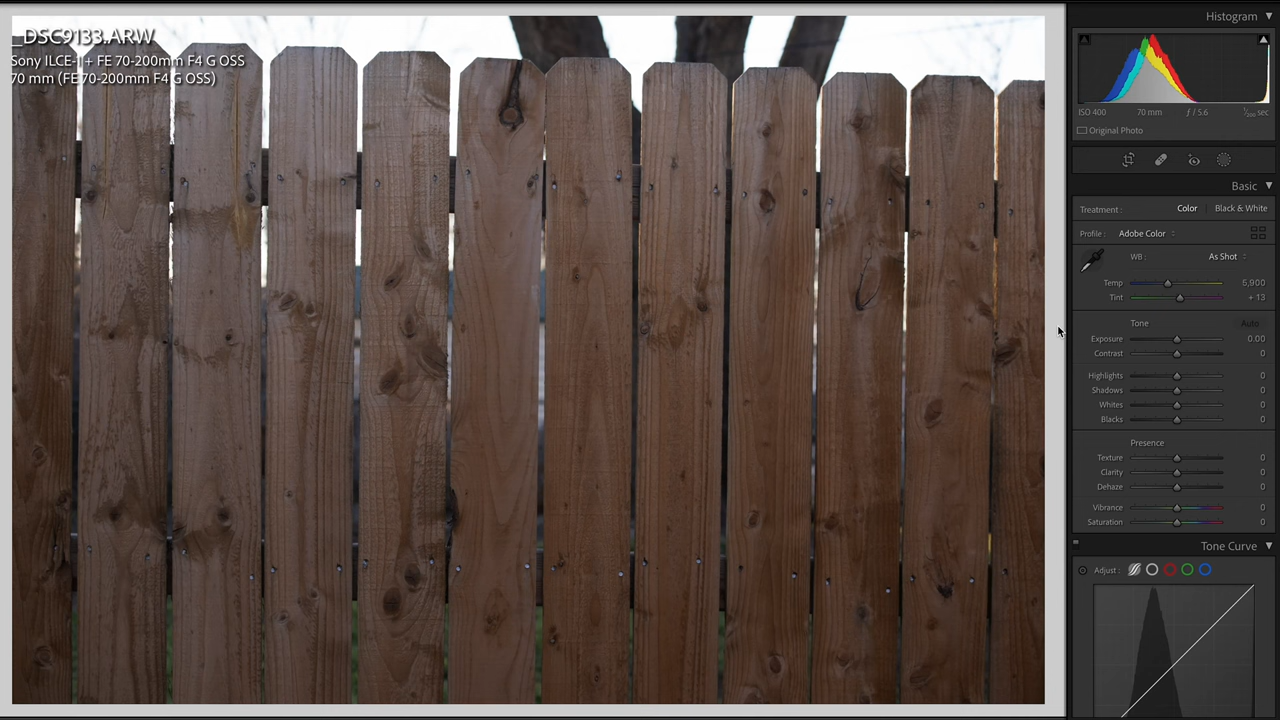 _DSC9133.ARW
Sony ILCE-1 + FE 70-200mm F4 G OSS
70 mm (FE 70-200mm F4 G OSS)
Histogram
ISO 400 70 mm ƒ / 5.6 1/200 sec
Original Photo
Basic
Treatment : Color Black & White
Profile : Adobe Color
WB : As Shot
Temp 5,900
Tint + 13
Tone Auto
Exposure 0.00
Contrast 0
Highlights 0
Shadows 0
Whites 0
Blacks 0
Presence
Texture 0
Clarity 0
Dehaze 0
Vibrance 0
Saturation 0
Tone Curve
Adjust :